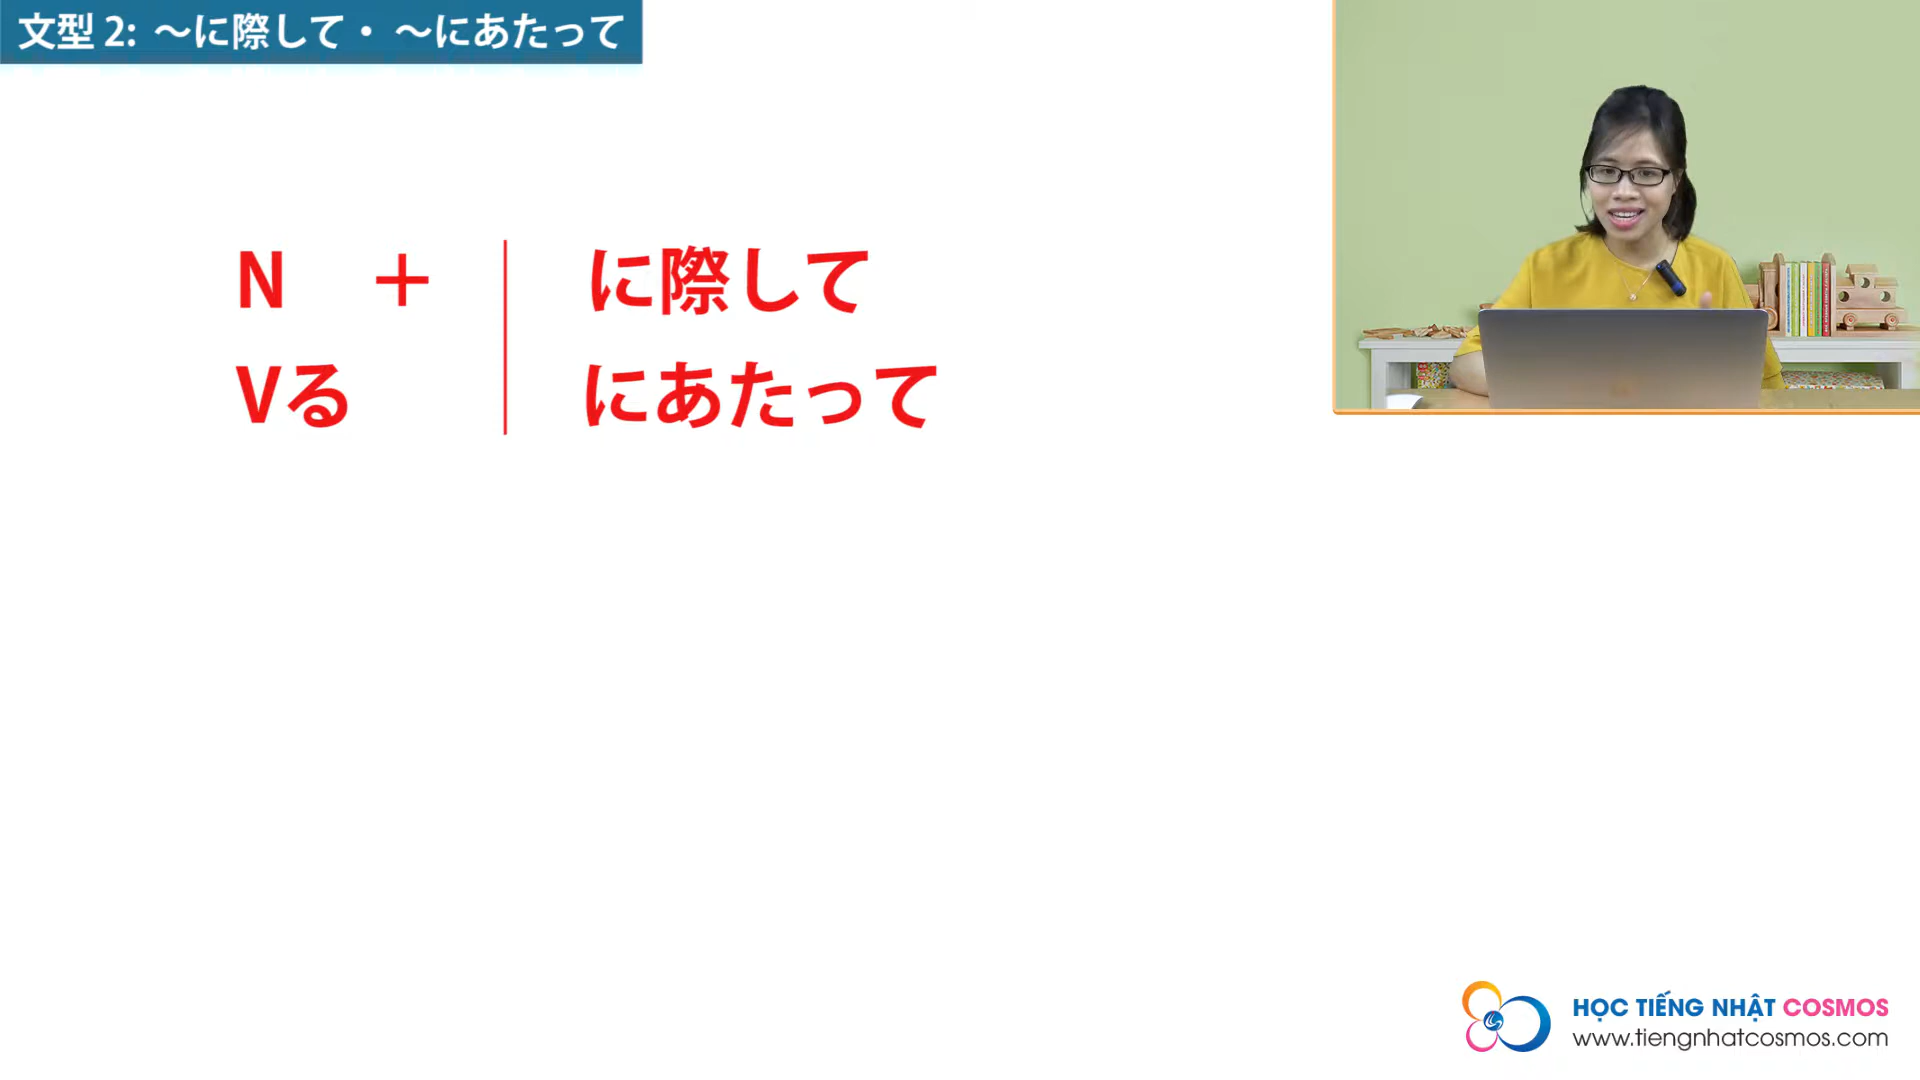 文型 2: ～に際して・ ～にあたって
N ＋ に際して
Vる にあたって
HỌC TIẾNG NHẬT COSMOS
www.tiengnhatcosmos.com